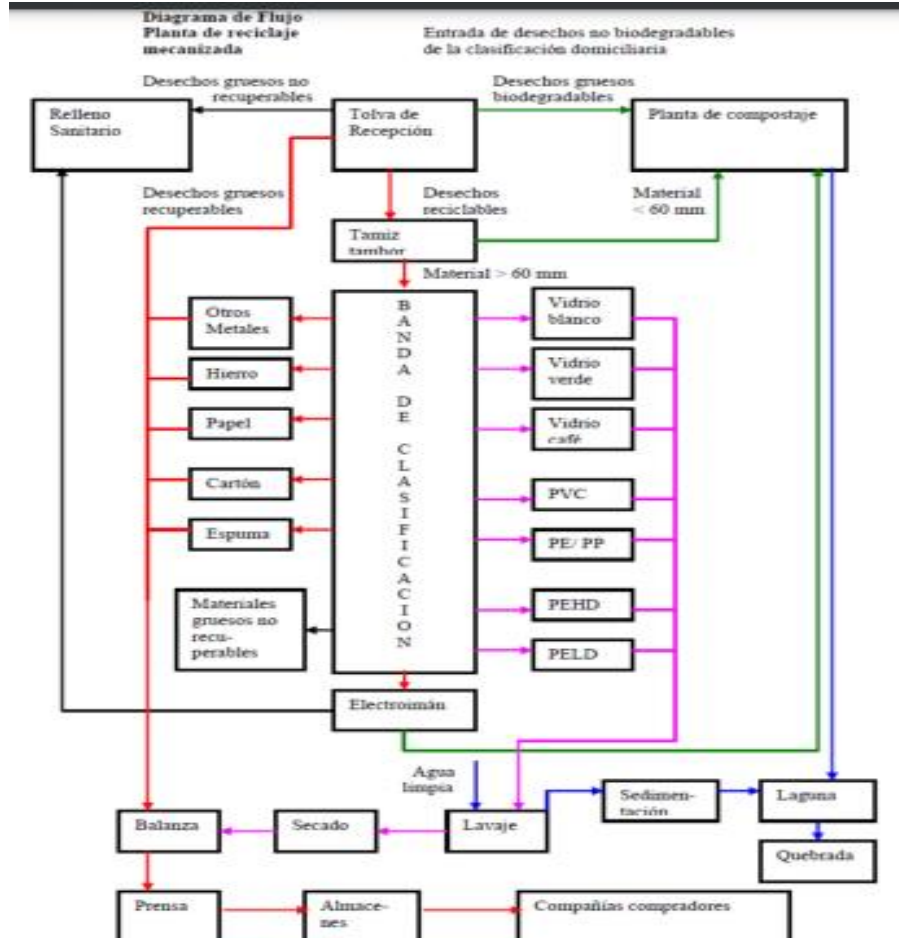 Diagrama de Flujo
Planta de reciclaje
mecanizada
Entrada de desechos no biodegradables
de la clasificación domiciliaria
Desechos gruesos no
recuperables
Desechos gruesos
biodegradables
Relleno
Sanitario
Tolva de
Recepción
Planta de compostaje
Desechos gruesos
recuperables
Desechos
reciclables
Material
< 60 mm
Tamiz
tambor
Material > 60 mm
BANDA DE CLASIFICACION
Otros
Metales
Hierro
Papel
Cartón
Espuma
Materiales
gruesos no
recu-
perables
Vidrio
blanco
Vidrio
verde
Vidrio
café
PVC
PE/ PP
PEHD
PELD
Electroimán
Agua
limpia
Balanza
Secado
Lavaje
Sedimen-
tación
Laguna
Quebrada
Prensa
Almace-
nes
Compañías compradores